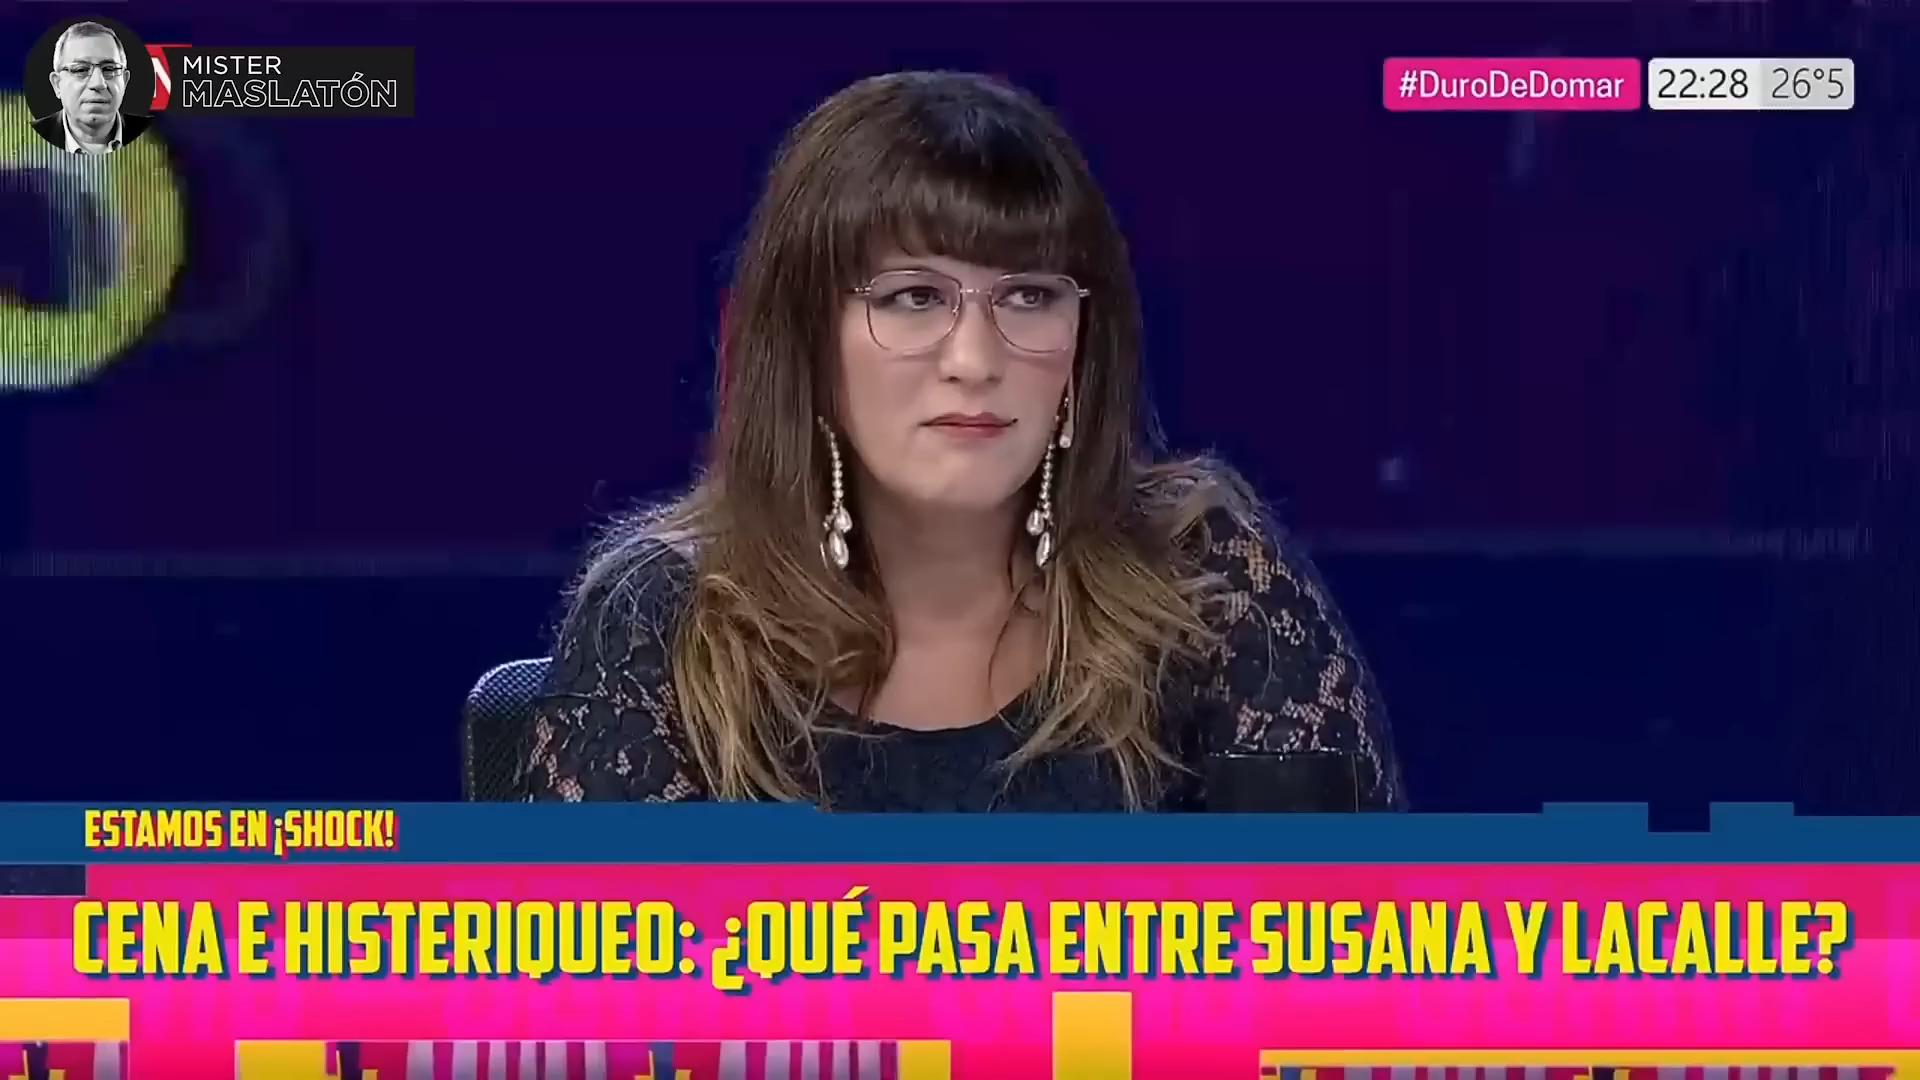 MISTER
MASLATÓN
#DuroDeDomar 22:28 26°5
ESTAMOS EN ¡SHOCK!
CENA E HISTERIQUEO: ¿QUÉ PASA ENTRE SUSANA Y LACALLE?